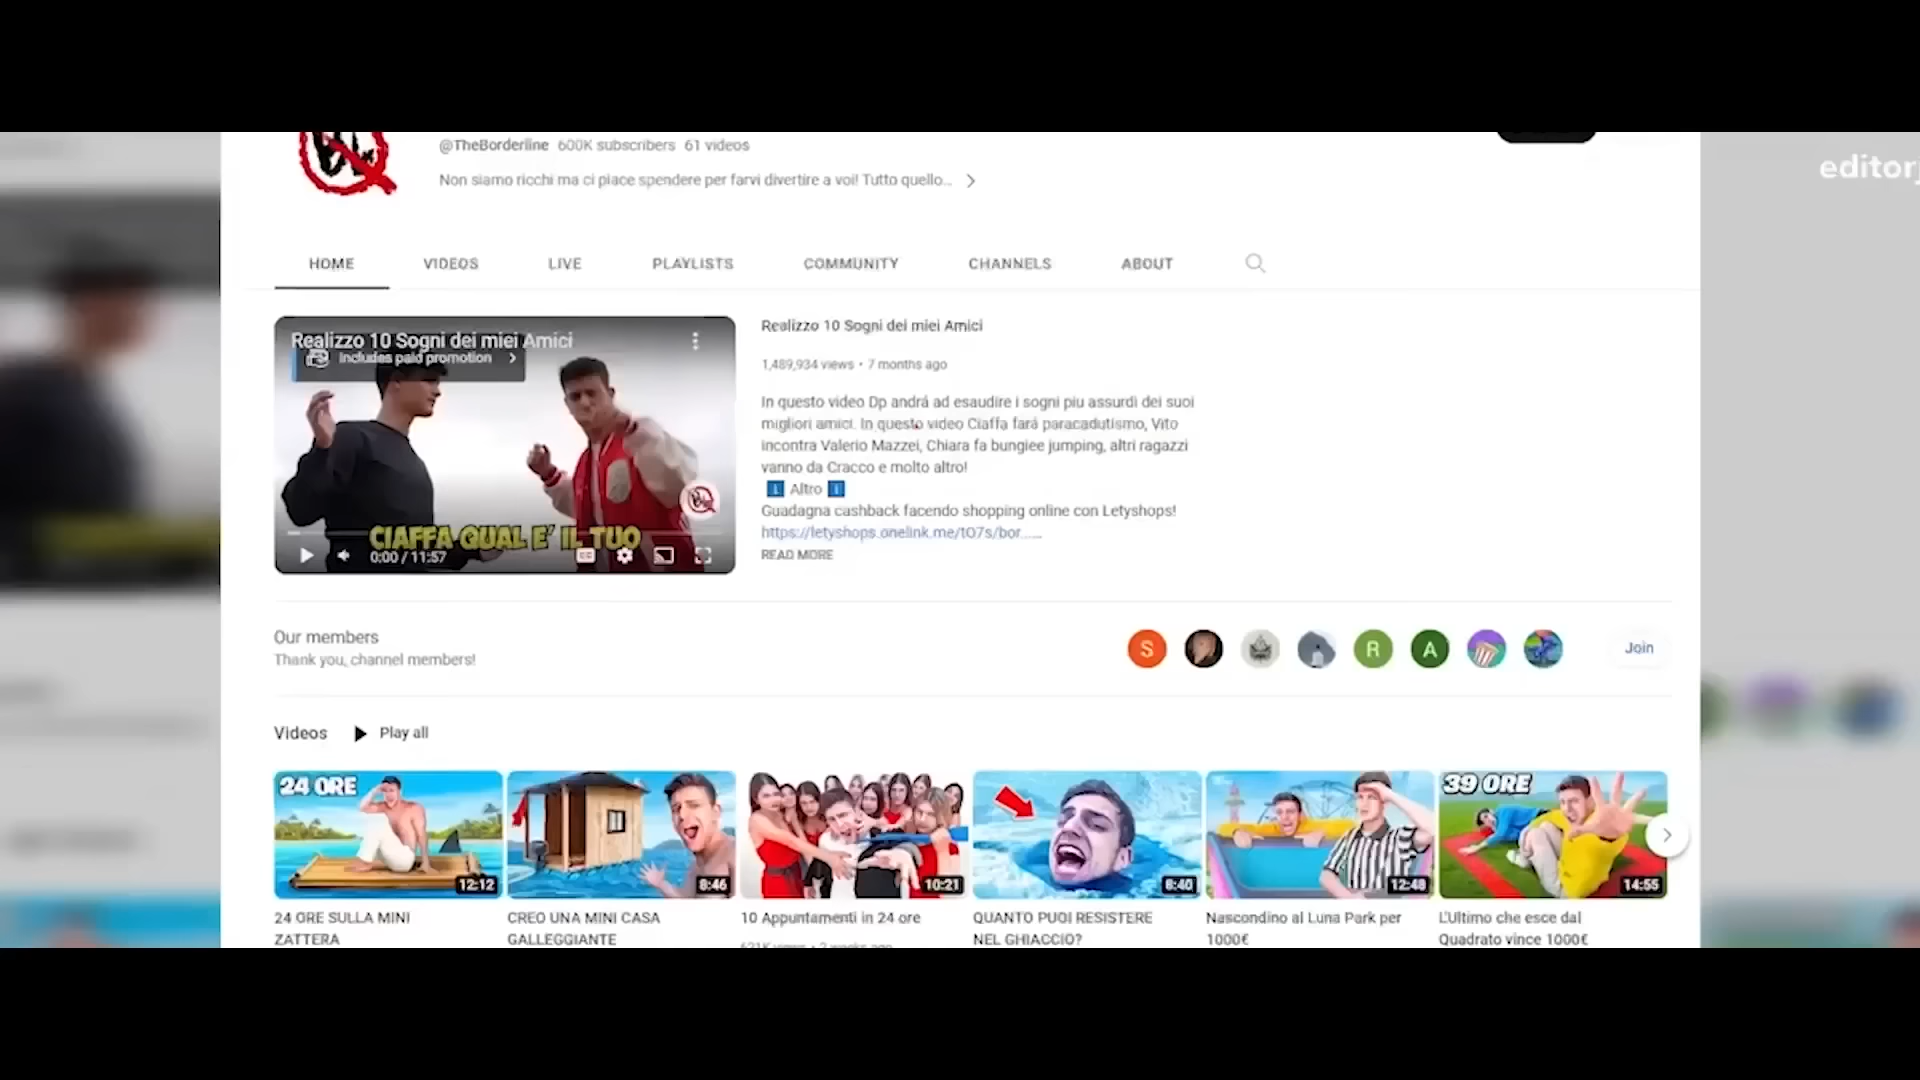 @TheBorderline 600K subscribers 61 videos
editor
Non siamo ricchi ma ci piace spendere per farvi divertire a voi! Tutto quello...
HOME VIDEOS LIVE PLAYLISTS COMMUNITY CHANNELS ABOUT
Realizzo 10 Sogni dei miei Amici
Includes paid promotion
CIAFFA QUAL E' IL TUO
0:00 / 11:57
Realizzo 10 Sogni dei miei Amici
1,489,934 views • 7 months ago
In questo video Dp andrá ad esaudire i sogni piu assurdi dei suoi
migliori amici. In questo video Ciaffa fará paracadutismo, Vito
incontra Valerio Mazzei, Chiara fa bungiee jumping, altri ragazzi
vanno da Cracco e molto altro!
ℹ️ Altro ℹ️
Guadagna cashback facendo shopping online con Letyshops!
https://letyshops.onelink.me/tO7s/bor......
READ MORE
Our members
Thank you, channel members!
S R A
Join
Videos Play all
24 ORE
12:12
8:46
10:21
8:40
12:48
39 ORE
14:55
24 ORE SULLA MINI
ZATTERA
CREO UNA MINI CASA
GALLEGGIANTE
10 Appuntamenti in 24 ore
621K views • 2 weeks ago
QUANTO PUOI RESISTERE
NEL GHIACCIO?
Nascondino al Luna Park per
1000€
L'Ultimo che esce dal
Quadrato vince 1000€